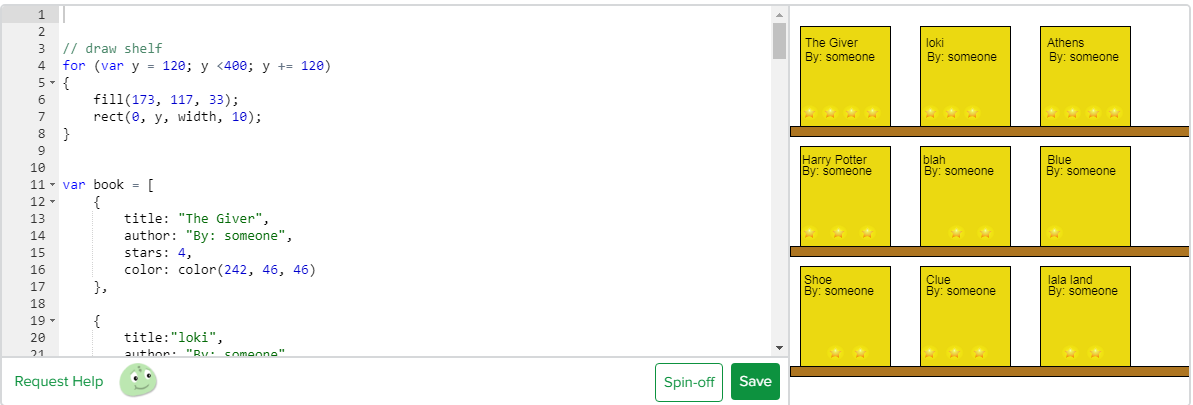 1
2
3 // draw shelf
4 for (var y = 120; y <400; y += 120)
5 {
6 fill(173, 117, 33);
7 rect(0, y, width, 10);
8 }
9
10
11 var book = [
12 {
13 title: "The Giver",
14 author: "By: someone",
15 stars: 4,
16 color: color(242, 46, 46)
17 },
18
19 {
20 title:"loki",
21 author: "By: someone"
Request Help
Spin-off
Save
The Giver
By: someone
loki
By: someone
Athens
By: someone
Harry Potter
By: someone
blah
By: someone
Blue
By: someone
Shoe
By: someone
Clue
By: someone
lala land
By: someone